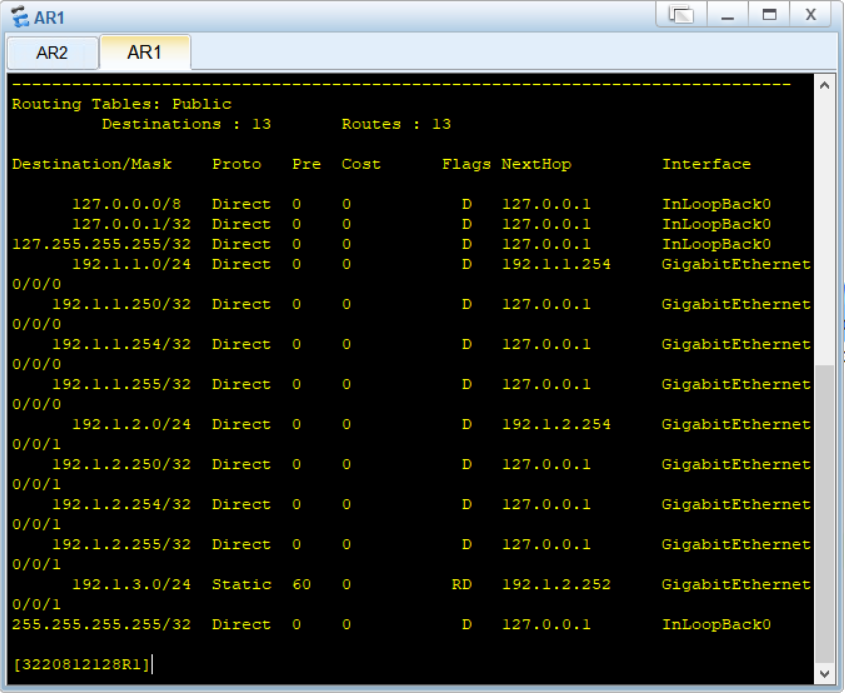 AR1
AR2 AR1
-------------------------------------------------------------------------------
Routing Tables: Public
         Destinations : 13       Routes : 13

Destination/Mask    Proto   Pre  Cost      Flags NextHop         Interface

      127.0.0.0/8   Direct  0    0           D   127.0.0.1       InLoopBack0
      127.0.0.1/32  Direct  0    0           D   127.0.0.1       InLoopBack0
127.255.255.255/32  Direct  0    0           D   127.0.0.1       InLoopBack0
      192.1.1.0/24  Direct  0    0           D   192.1.1.254     GigabitEthernet
0/0/0
    192.1.1.250/32  Direct  0    0           D   127.0.0.1       GigabitEthernet
0/0/0
    192.1.1.254/32  Direct  0    0           D   127.0.0.1       GigabitEthernet
0/0/0
    192.1.1.255/32  Direct  0    0           D   127.0.0.1       GigabitEthernet
0/0/0
      192.1.2.0/24  Direct  0    0           D   192.1.2.254     GigabitEthernet
0/0/1
    192.1.2.250/32  Direct  0    0           D   127.0.0.1       GigabitEthernet
0/0/1
    192.1.2.254/32  Direct  0    0           D   127.0.0.1       GigabitEthernet
0/0/1
    192.1.2.255/32  Direct  0    0           D   127.0.0.1       GigabitEthernet
0/0/1
      192.1.3.0/24  Static  60   0          RD   192.1.2.252     GigabitEthernet
0/0/1
255.255.255.255/32  Direct  0    0           D   127.0.0.1       InLoopBack0

[3220812128R1]